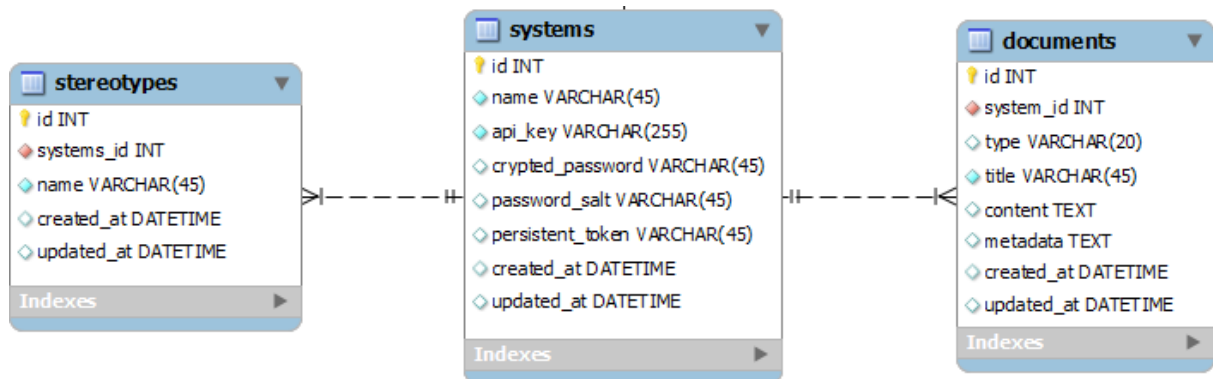 stereotypes
id INT
systems_id INT
name VARCHAR(45)
created_at DATETIME
updated_at DATETIME
Indexes
systems
id INT
name VARCHAR(45)
api_key VARCHAR(255)
crypted_password VARCHAR(45)
password_salt VARCHAR(45)
persistent_token VARCHAR(45)
created_at DATETIME
updated_at DATETIME
Indexes
documents
id INT
system_id INT
type VARCHAR(20)
title VARCHAR(45)
content TEXT
metadata TEXT
created_at DATETIME
updated_at DATETIME
Indexes